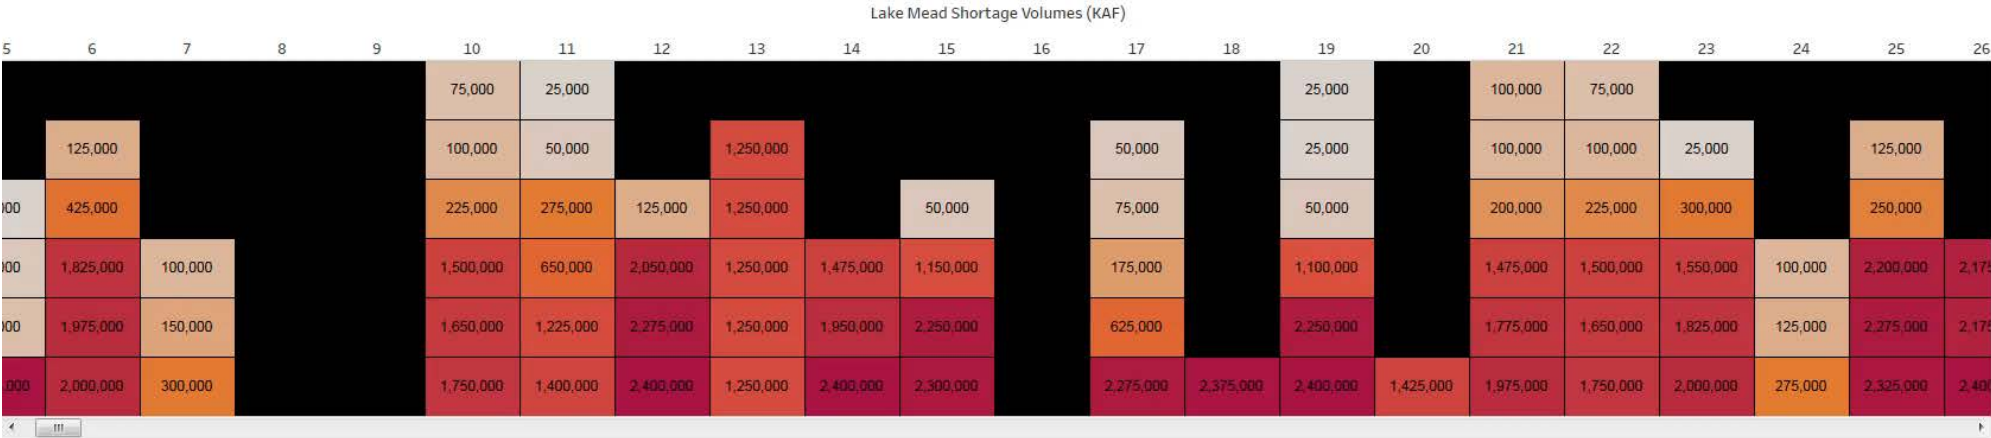 Lake Mead Shortage Volumes (KAF)
5 6 7 8 9 10 11 12 13 14 15 16 17 18 19 20 21 22 23 24 25 26
75,000 25,000 25,000 100,000 75,000
125,000 100,000 50,000 1,250,000 50,000 25,000 100,000 100,000 25,000 125,000
425,000 225,000 275,000 125,000 1,250,000 50,000 75,000 50,000 200,000 225,000 300,000 250,000
1,825,000 100,000 1,500,000 650,000 2,050,000 1,250,000 1,475,000 1,150,000 175,000 1,100,000 1,475,000 1,500,000 1,550,000 100,000 2,200,000
1,975,000 150,000 1,650,000 1,225,000 2,275,000 1,250,000 1,950,000 2,250,000 625,000 2,250,000 1,775,000 1,650,000 1,825,000 125,000 2,275,000
2,000,000 300,000 1,750,000 1,400,000 2,400,000 1,250,000 2,400,000 2,300,000 2,275,000 2,375,000 2,400,000 1,425,000 1,975,000 1,750,000 2,000,000 275,000 2,325,000